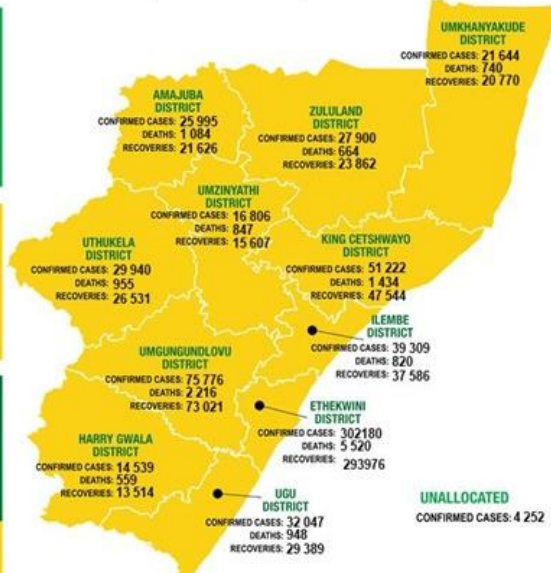 UMKHANYAKUDE
DISTRICT
CONFIRMED CASES: 21 644
DEATHS: 740
RECOVERIES: 20 770
AMAJUBA
DISTRICT
CONFIRMED CASES: 25 995
DEATHS: 1 084
RECOVERIES: 21 626
ZULULAND
DISTRICT
CONFIRMED CASES: 27 900
DEATHS: 664
RECOVERIES: 23 862
UMZINYATHI
DISTRICT
CONFIRMED CASES: 16 806
DEATHS: 847
RECOVERIES: 15 607
UTHUKELA
DISTRICT
CONFIRMED CASES: 29 940
DEATHS: 955
RECOVERIES: 26 531
KING CETSHWAYO
DISTRICT
CONFIRMED CASES: 51 222
DEATHS: 1 434
RECOVERIES: 47 544
ILEMBE
DISTRICT
CONFIRMED CASES: 39 309
DEATHS: 820
RECOVERIES: 37 586
UMGUNGUNDLOVU
DISTRICT
CONFIRMED CASES: 75 776
DEATHS: 2 216
RECOVERIES: 73 021
ETHEKWINI
DISTRICT
CONFIRMED CASES: 302180
DEATHS: 5 520
RECOVERIES: 293976
HARRY GWALA
DISTRICT
CONFIRMED CASES: 14 539
DEATHS: 559
RECOVERIES: 13 514
UGU
DISTRICT
CONFIRMED CASES: 32 047
DEATHS: 948
RECOVERIES: 29 389
UNALLOCATED
CONFIRMED CASES: 4 252